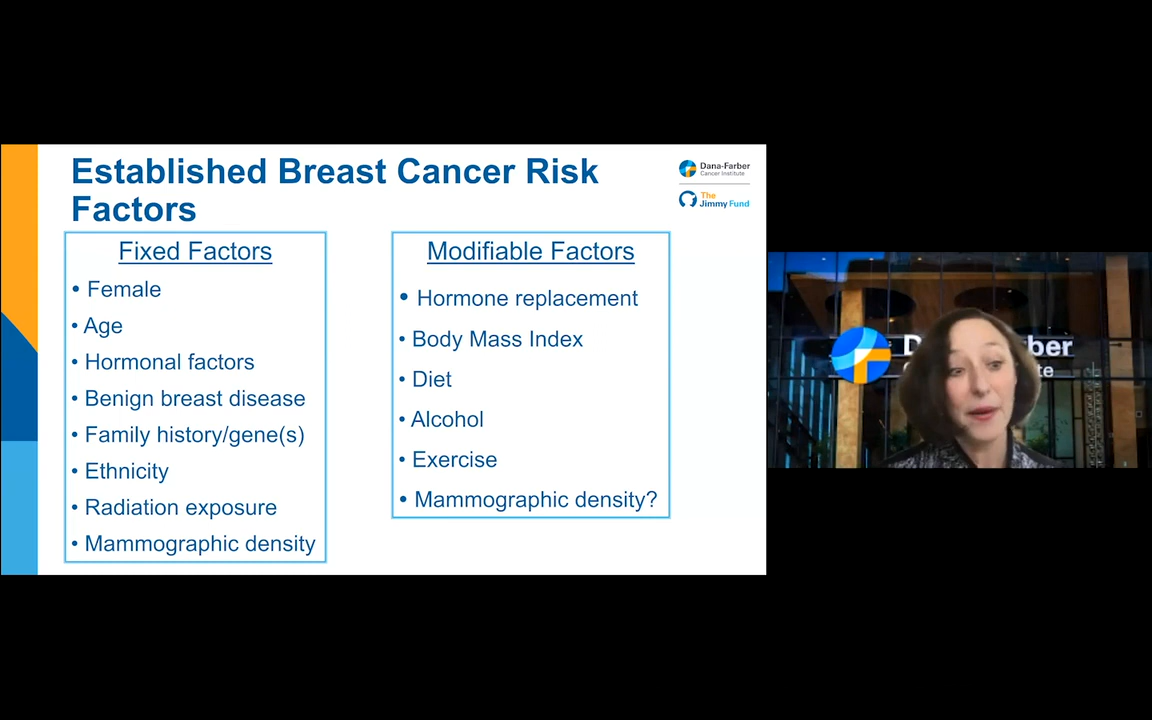 Established Breast Cancer Risk
Factors
Dana-Farber
Cancer Institute
The
Jimmy Fund
Fixed Factors
• Female
• Age
• Hormonal factors
• Benign breast disease
• Family history/gene(s)
• Ethnicity
• Radiation exposure
• Mammographic density
Modifiable Factors
• Hormone replacement
• Body Mass Index
• Diet
• Alcohol
• Exercise
• Mammographic density?